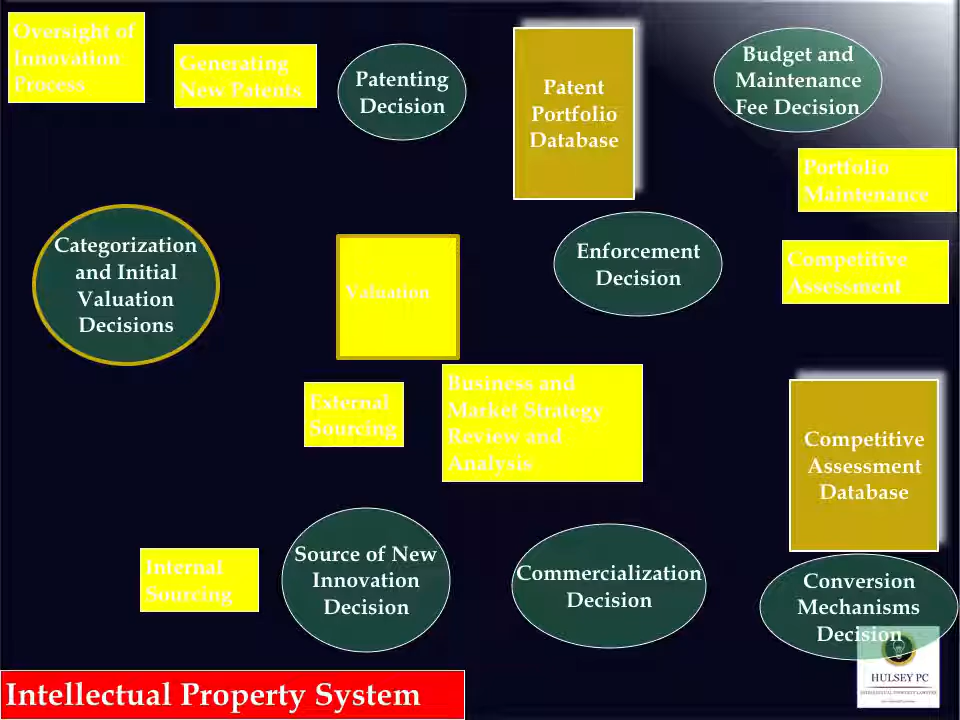 Oversight of
Innovation:
Process
Generating
New Patents
Patenting
Decision
Patent
Portfolio
Database
Budget and
Maintenance
Fee Decision
Portfolio
Maintenance
Categorization
and Initial
Valuation
Decisions
Valuation
Enforcement
Decision
Competitive
Assessment
External
Sourcing
Business and
Market Strategy
Review and
Analysis
Competitive
Assessment
Database
Internal
Sourcing
Source of New
Innovation
Decision
Commercialization
Decision
Conversion
Mechanisms
Decision
HULSEY PC
INTELLECTUAL PROPERTY LAWYERS
Intellectual Property System